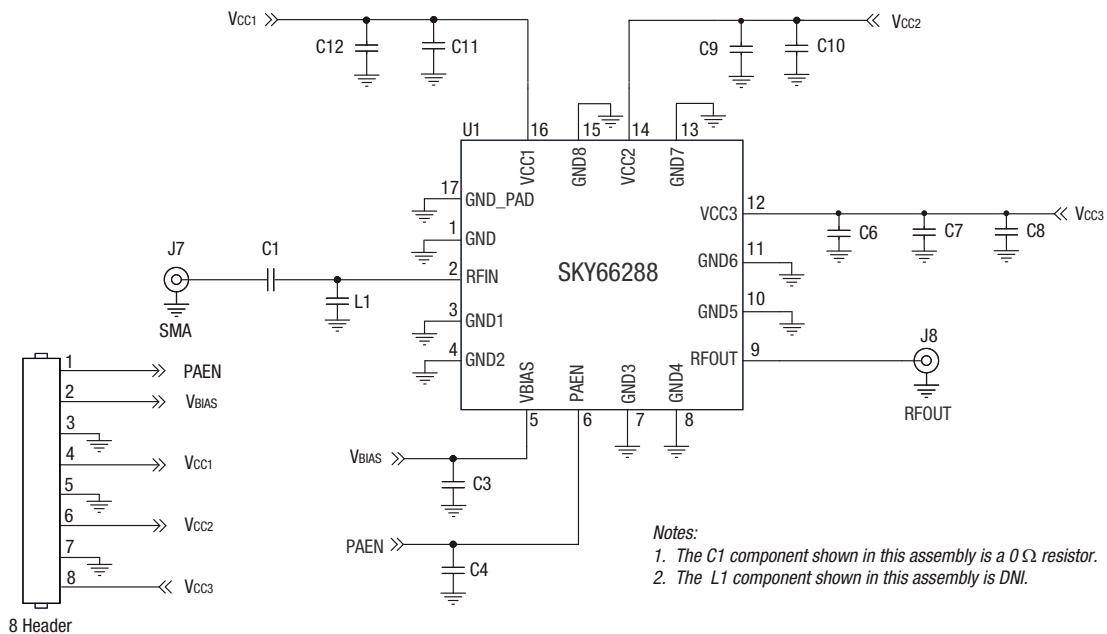 VCC1
VCC2
C12
C11
C9
C10
U1
16
15
14
13
VCC1
GND8
VCC2
GND7
17
GND_PAD
VCC3
12
VCC3
1
GND
C6
C7
C8
J7
C1
2
RFIN
SKY66288
GND6
11
L1
SMA
3
GND1
GND5
10
4
GND2
RFOUT
9
J8
RFOUT
VBIAS
PAEN
GND3
GND4
5
6
7
8
1
PAEN
2
VBIAS
3
4
VCC1
5
6
VCC2
7
8
VCC3
8 Header
VBIAS
C3
PAEN
C4
Notes:
1. The C1 component shown in this assembly is a 0 Ω resistor.
2. The L1 component shown in this assembly is DNI.